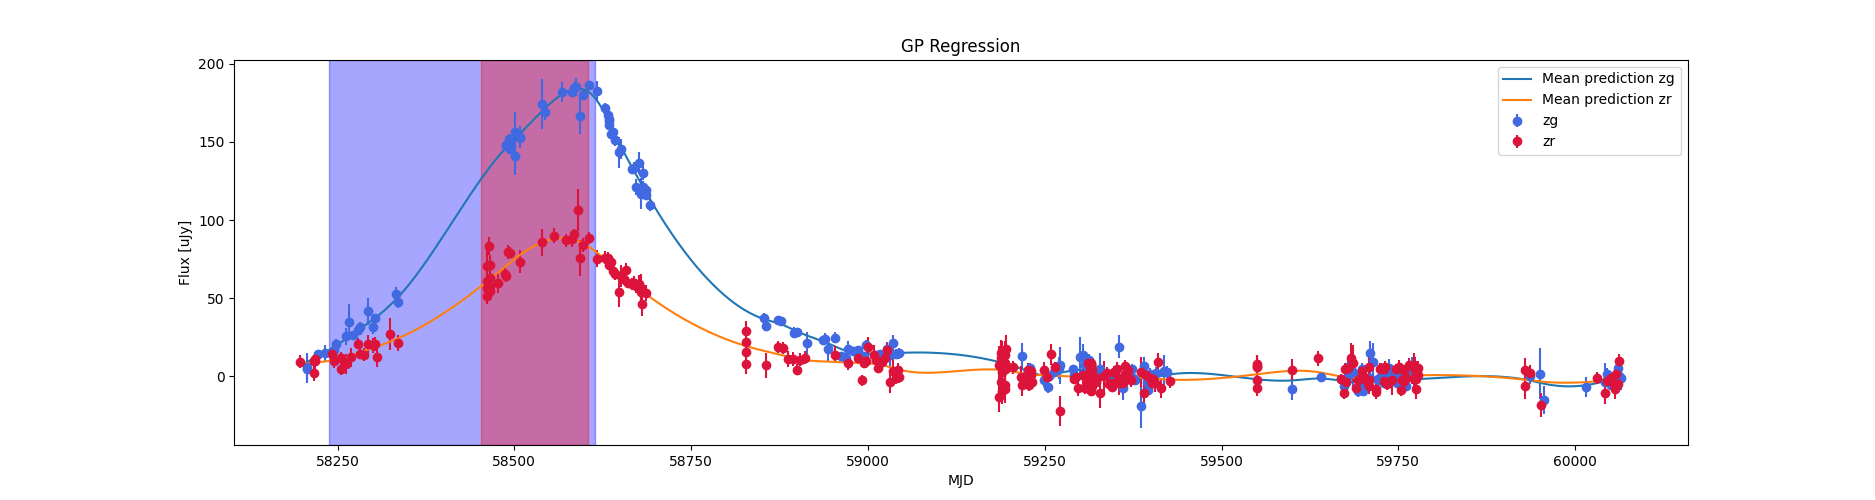 GP Regression
Flux [uJy]
200
150
100
50
0
58250 58500 58750 59000 59250 59500 59750 60000
MJD
Mean prediction zg
Mean prediction zr
zg
zr